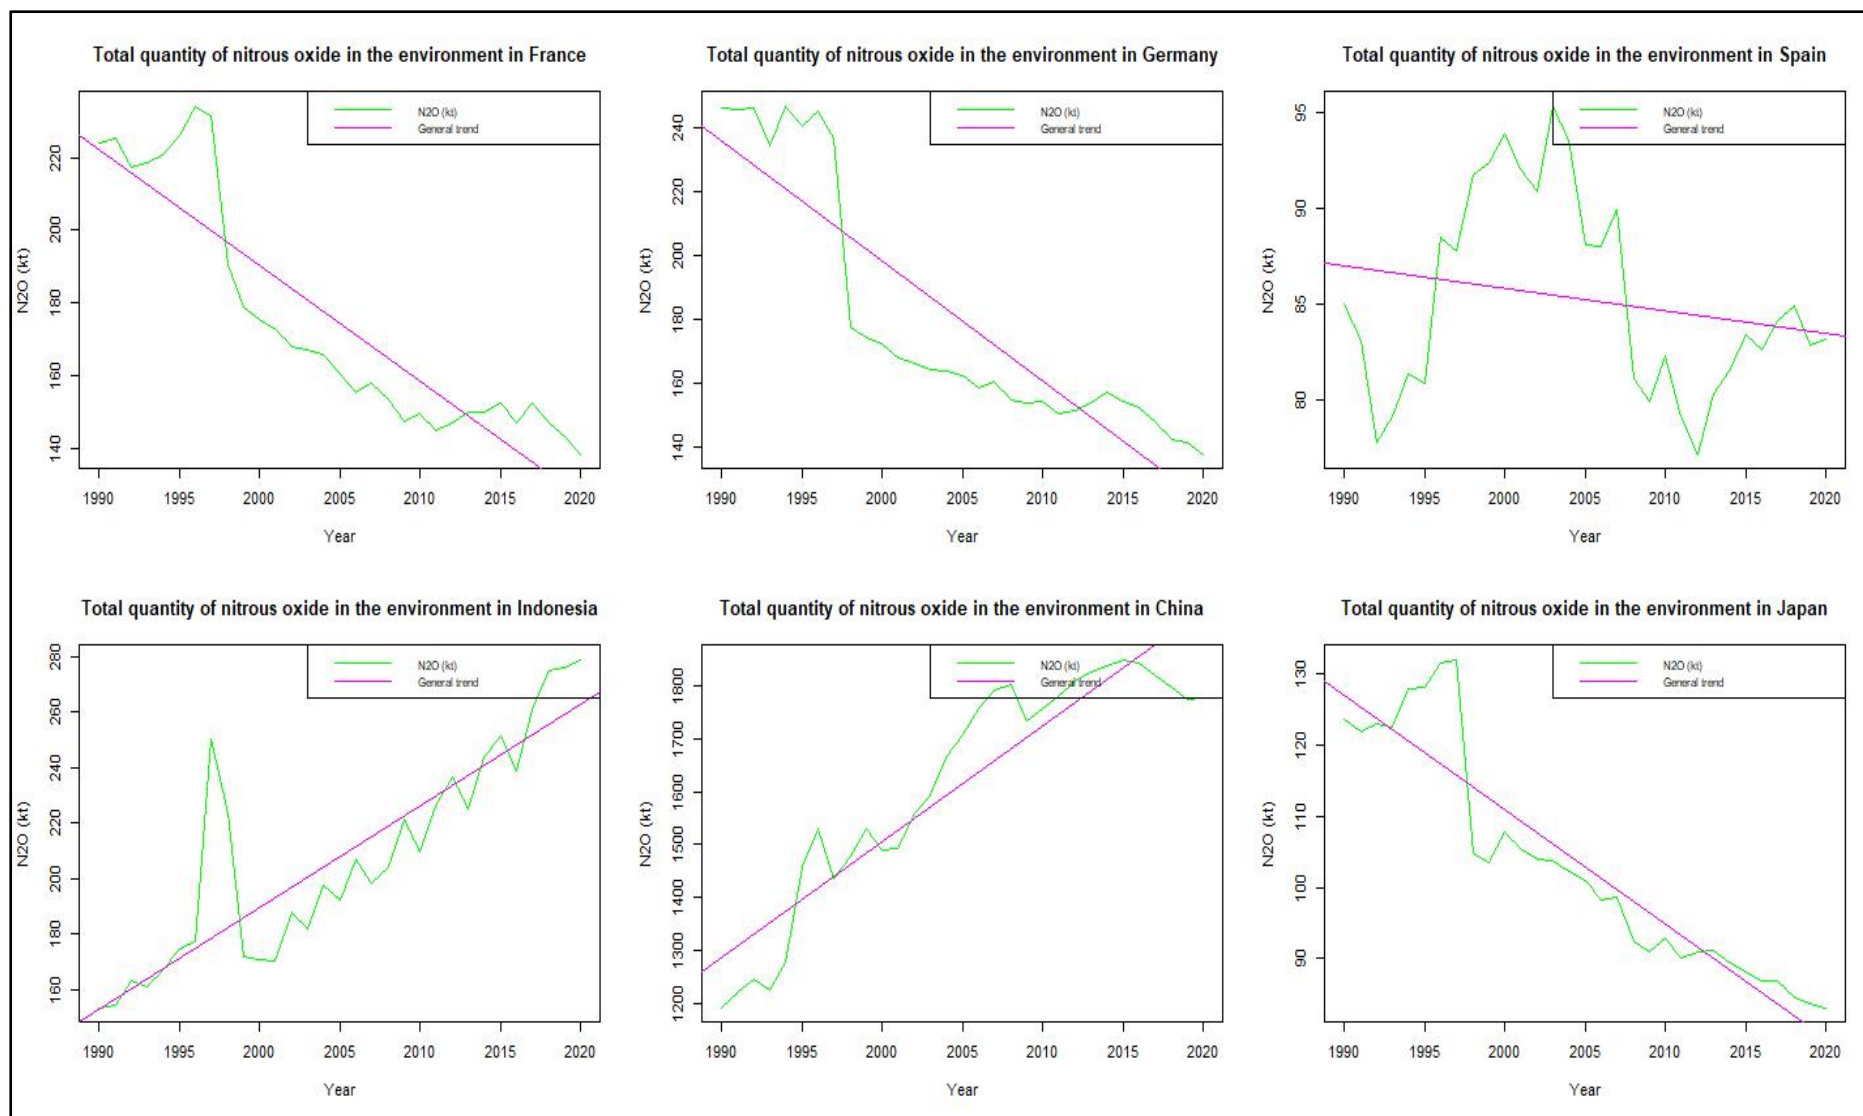 Total quantity of nitrous oxide in the environment in France
N2O (kt)
General trend
220
200
180
160
140
N2O (kt)
1990 1995 2000 2005 2010 2015 2020
Year
Total quantity of nitrous oxide in the environment in Germany
N2O (kt)
General trend
240
220
200
180
160
140
N2O (kt)
1990 1995 2000 2005 2010 2015 2020
Year
Total quantity of nitrous oxide in the environment in Spain
N2O (kt)
General trend
95
90
85
80
N2O (kt)
1990 1995 2000 2005 2010 2015 2020
Year
Total quantity of nitrous oxide in the environment in Indonesia
N2O (kt)
General trend
280
260
240
220
200
180
160
N2O (kt)
1990 1995 2000 2005 2010 2015 2020
Year
Total quantity of nitrous oxide in the environment in China
N2O (kt)
General trend
1800
1700
1600
1500
1400
1300
1200
N2O (kt)
1990 1995 2000 2005 2010 2015 2020
Year
Total quantity of nitrous oxide in the environment in Japan
N2O (kt)
General trend
130
120
110
100
90
N2O (kt)
1990 1995 2000 2005 2010 2015 2020
Year